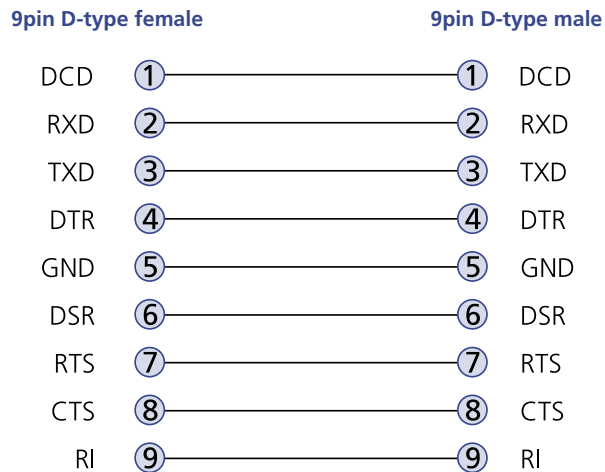 9pin D-type female 9pin D-type male
DCD 1 1 DCD
RXD 2 2 RXD
TXD 3 3 TXD
DTR 4 4 DTR
GND 5 5 GND
DSR 6 6 DSR
RTS 7 7 RTS
CTS 8 8 CTS
RI 9 9 RI